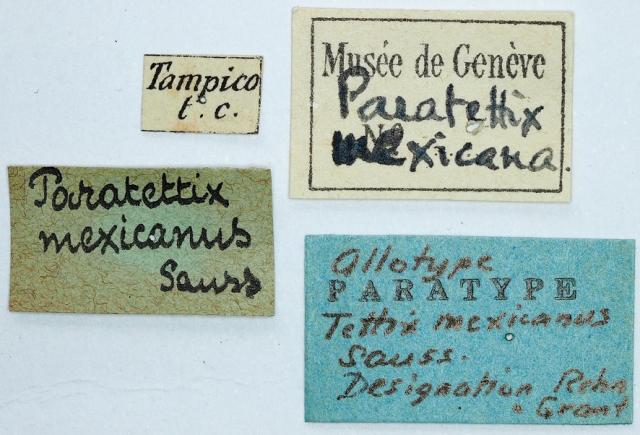 Tampico
t. c.
Musée de Genève
Paratettix
mexicana.
Paratettix
mexicanus
Sauss
Allotype
PARATYPE
Tettix mexicanus
Sauss.
Designation Rehn
& Grant